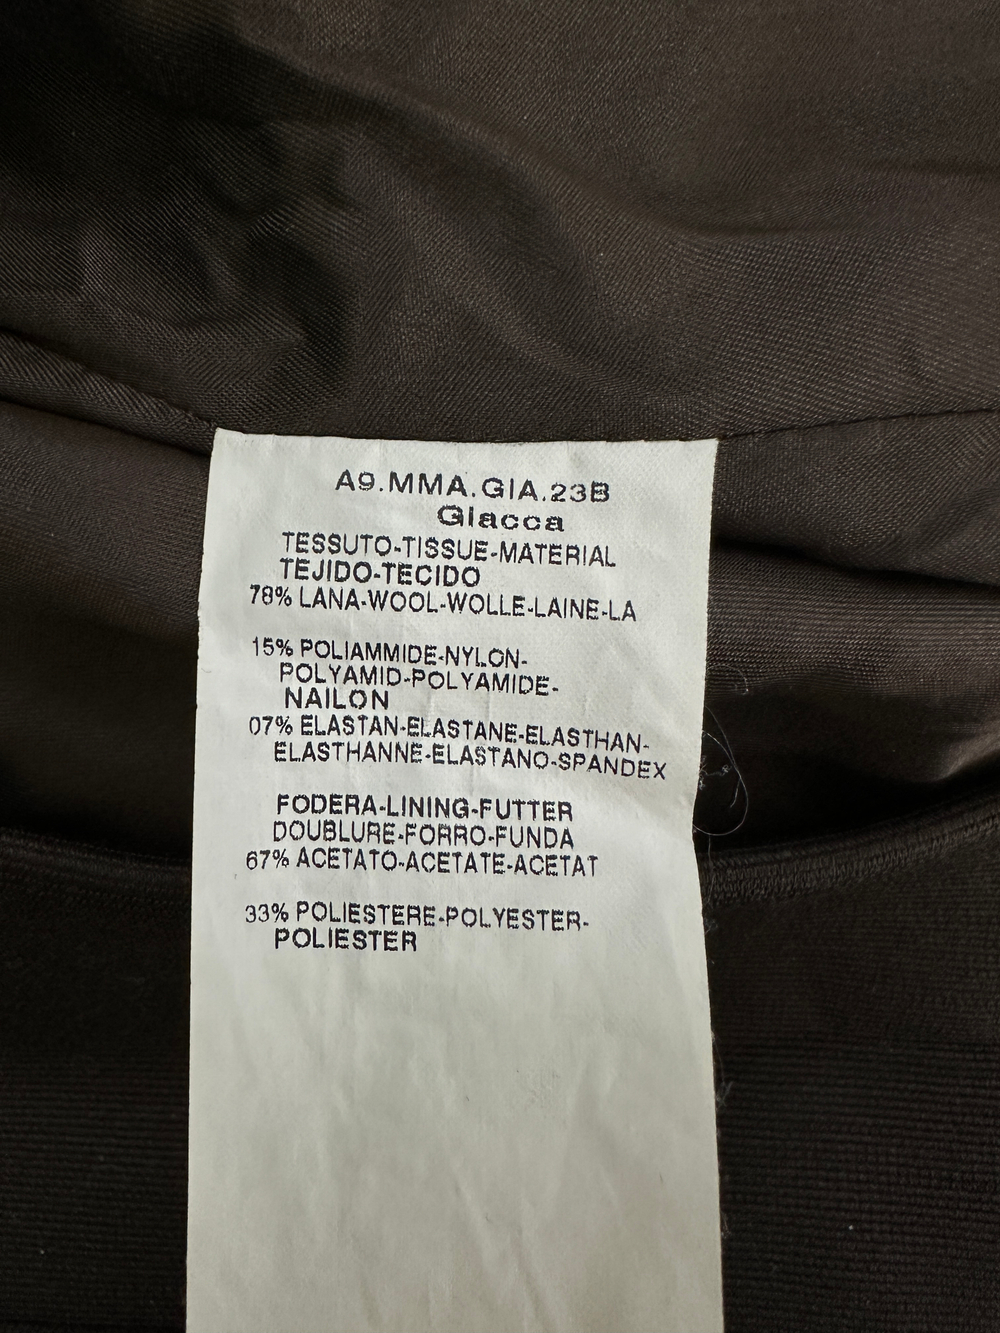 A9.MMA.GIA.23B
Giacca
TESSUTO-TISSUE-MATERIAL
TEJIDO-TECIDO
78% LANA-WOOL-WOLLE-LAINE-LA
15% POLIAMMIDE-NYLON-
POLYAMID-POLYAMIDE-
NAILON
07% ELASTAN-ELASTANE-ELASTHAN-
ELASTHANNE-ELASTANO-SPANDEX
FODERA-LINING-FUTTER
DOUBLURE-FORRO-FUNDA
67% ACETATO-ACETATE-ACETAT
33% POLIESTERE-POLYESTER-
POLIESTER